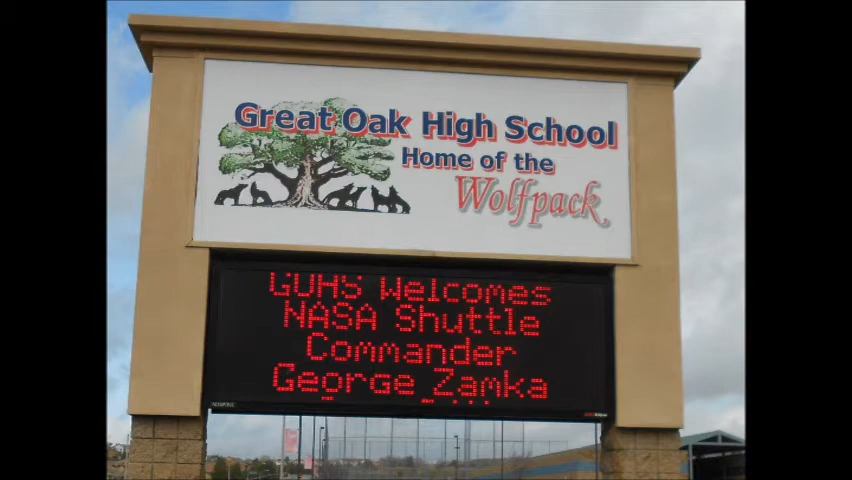 Great Oak High School
Home of the
Wolfpack
GOHS Welcomes
NASA Shuttle
Commander
George Zamka